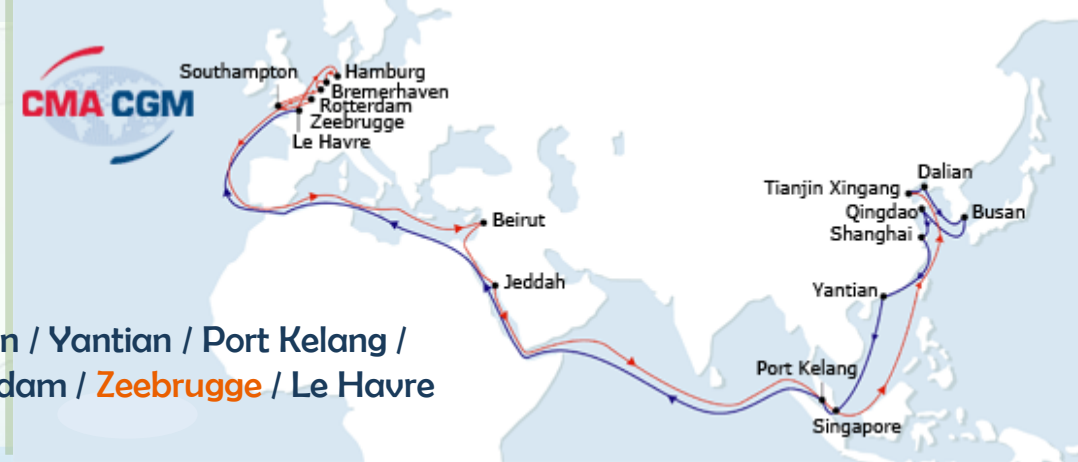 Southampton
Hamburg
Bremerhaven
Rotterdam
Zeebrugge
Le Havre
CMA CGM
Dalian
Tianjin Xingang
Qingdao
Busan
Shanghai
Beirut
Jeddah
Yantian
n / Yantian / Port Kelang /
dam / Zeebrugge / Le Havre
Port Kelang
Singapore